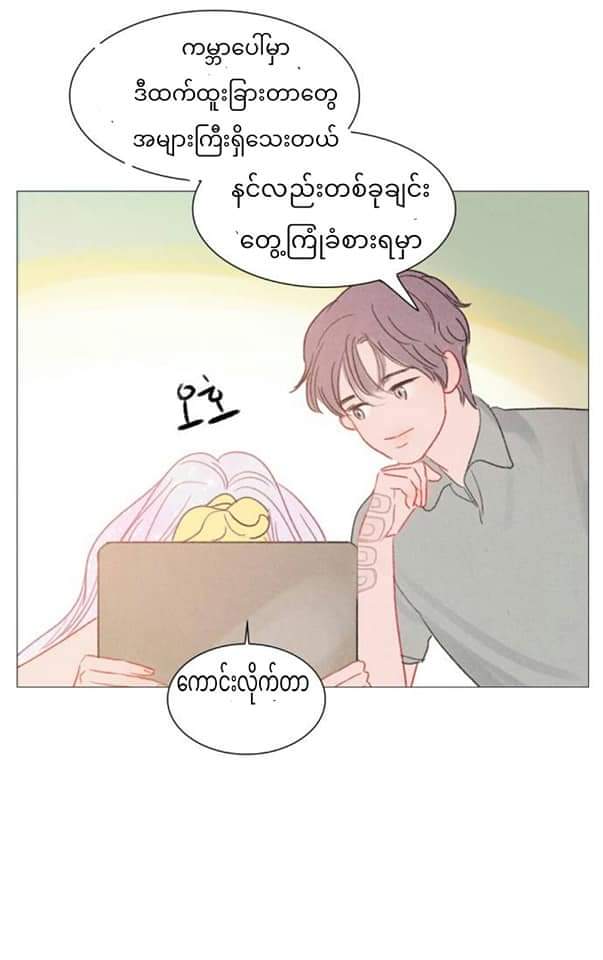 ကမ္ဘာပေါ်မှာ
ဒီထက်ထူးခြားတာတွေ
အများကြီးရှိသေးတယ်
နင်လည်းတစ်ခုချင်း
တွေ့ကြုံခံစားရမှာ
오옷
ကောင်းလိုက်တာ